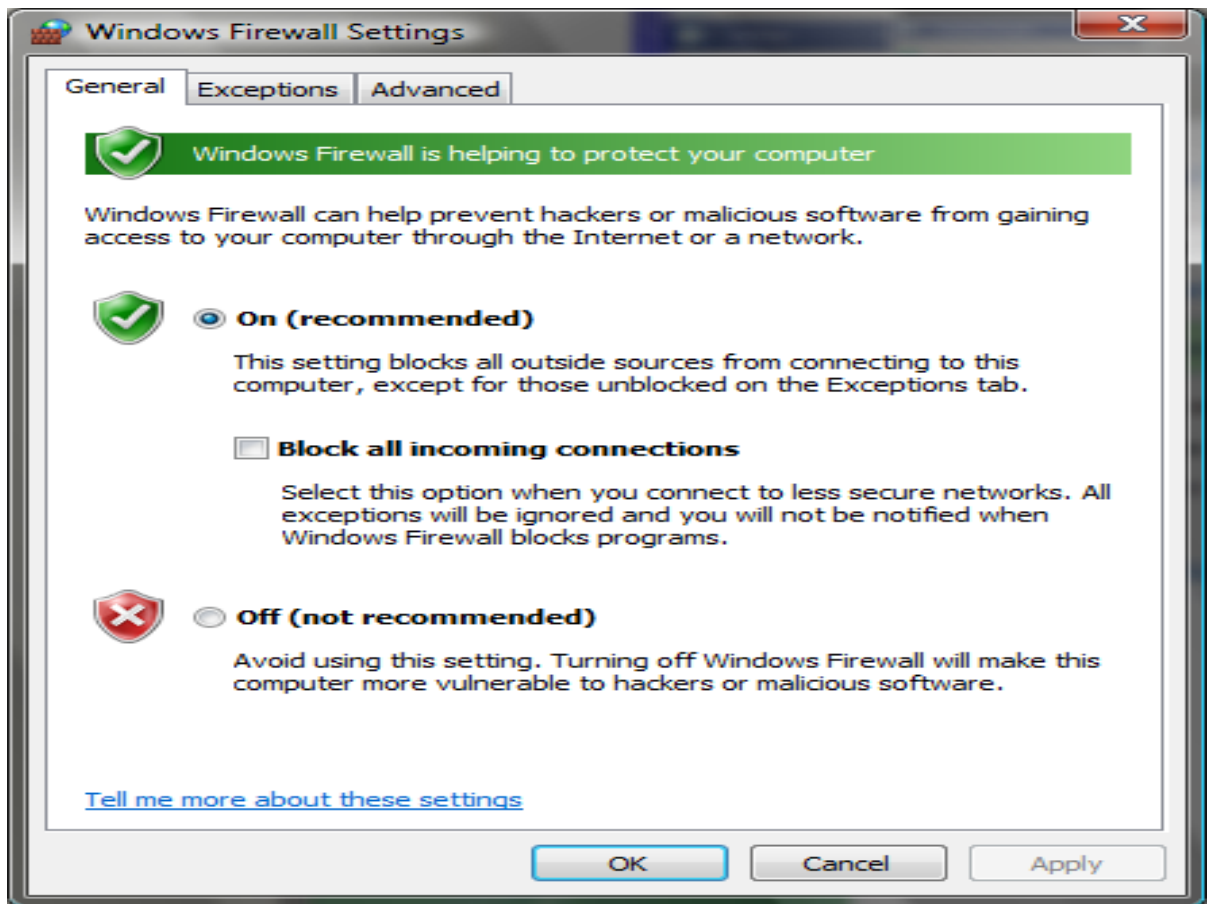 Windows Firewall Settings
General
Exceptions
Advanced
Windows Firewall is helping to protect your computer
Windows Firewall can help prevent hackers or malicious software from gaining
access to your computer through the Internet or a network.
On (recommended)
This setting blocks all outside sources from connecting to this
computer, except for those unblocked on the Exceptions tab.
Block all incoming connections
Select this option when you connect to less secure networks. All
exceptions will be ignored and you will not be notified when
Windows Firewall blocks programs.
Off (not recommended)
Avoid using this setting. Turning off Windows Firewall will make this
computer more vulnerable to hackers or malicious software.
Tell me more about these settings
OK
Cancel
Apply